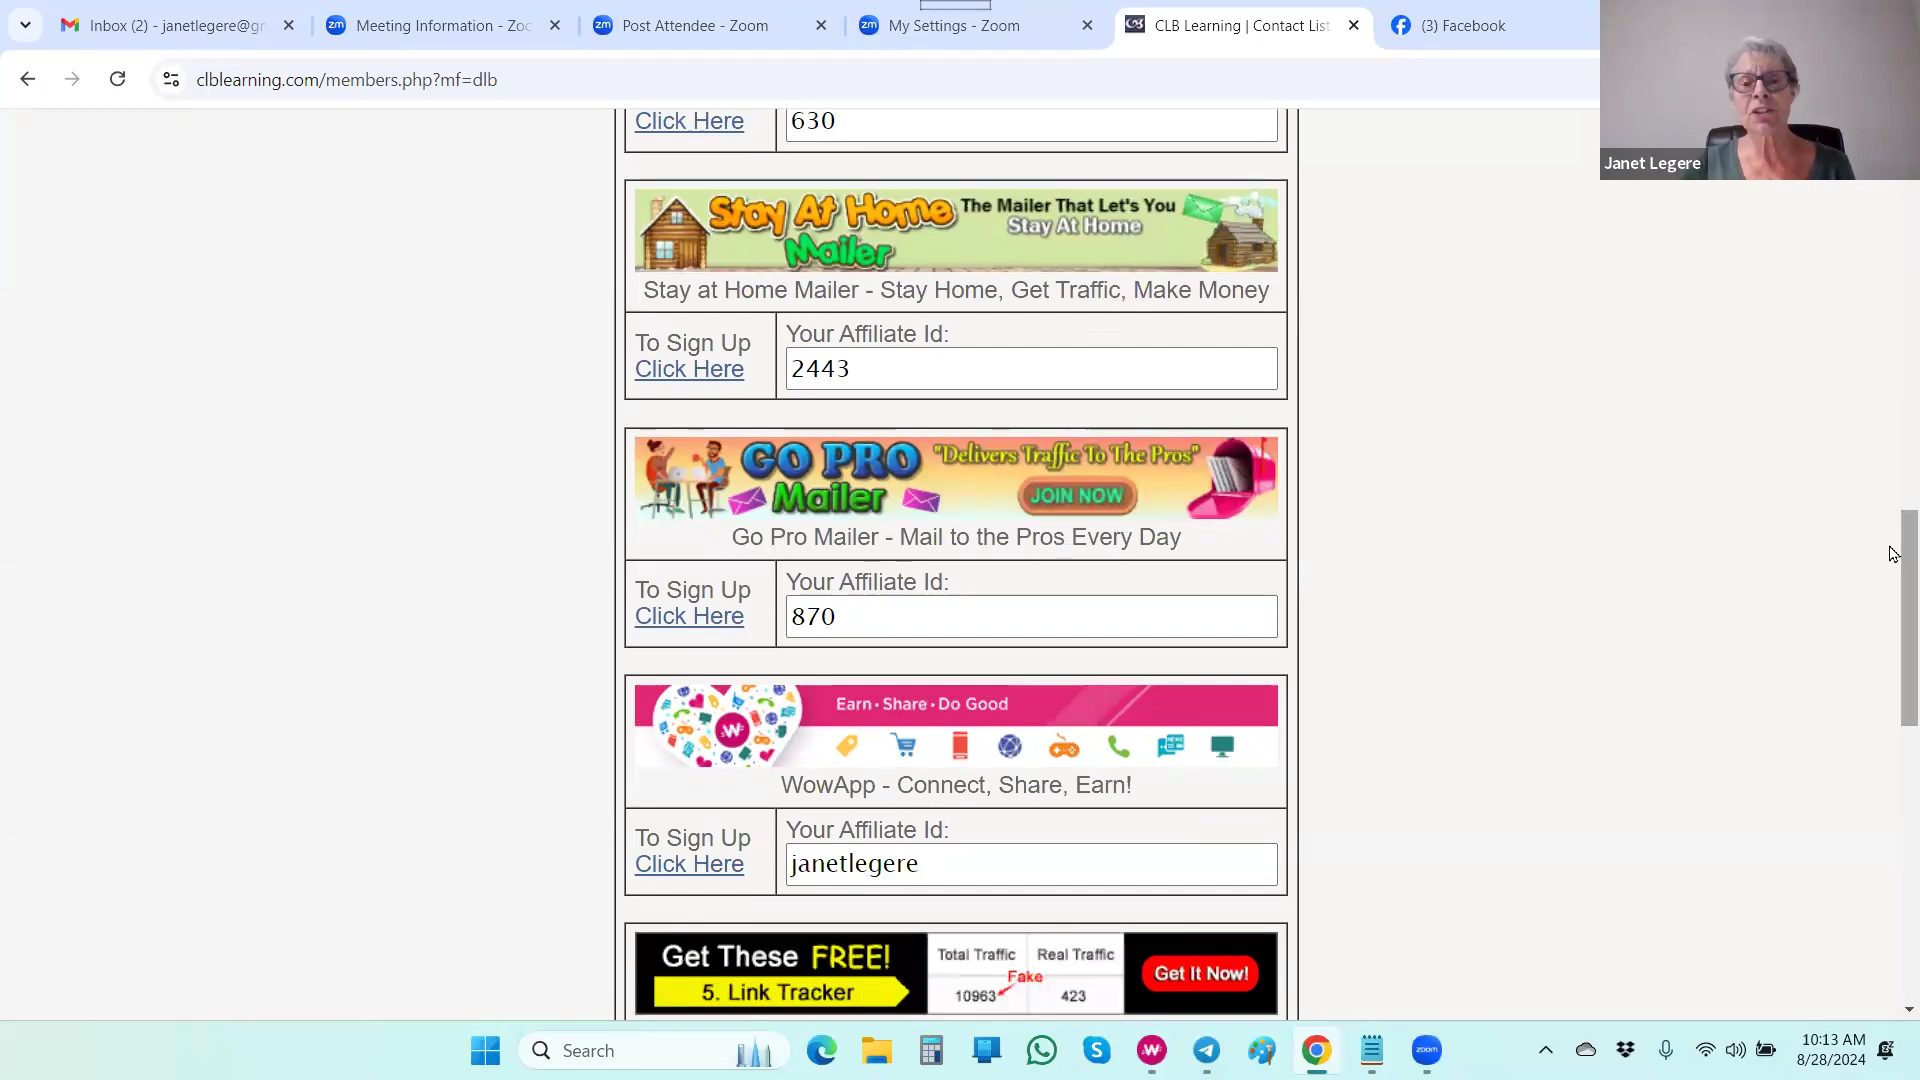 Inbox (2) - janetlegere@gm
Meeting Information - Zoo
Post Attendee - Zoom
My Settings - Zoom
CLB Learning | Contact List
(3) Facebook
clblearning.com/members.php?mf=dlb
Janet Legere
Click Here
630
Stay At Home
Mailer
The Mailer That Let's You
Stay At Home
Stay at Home Mailer - Stay Home, Get Traffic, Make Money
To Sign Up
Click Here
Your Affiliate Id:
2443
GO PRO
Mailer
"Delivers Traffic To The Pros"
JOIN NOW
Go Pro Mailer - Mail to the Pros Every Day
To Sign Up
Click Here
Your Affiliate Id:
870
Earn · Share · Do Good
WowApp - Connect, Share, Earn!
To Sign Up
Click Here
Your Affiliate Id:
janetlegere
Get These FREE!
5. Link Tracker
Total Traffic
Real Traffic
Fake
10963
423
Get It Now!
Search
zoom
10:13 AM
8/28/2024